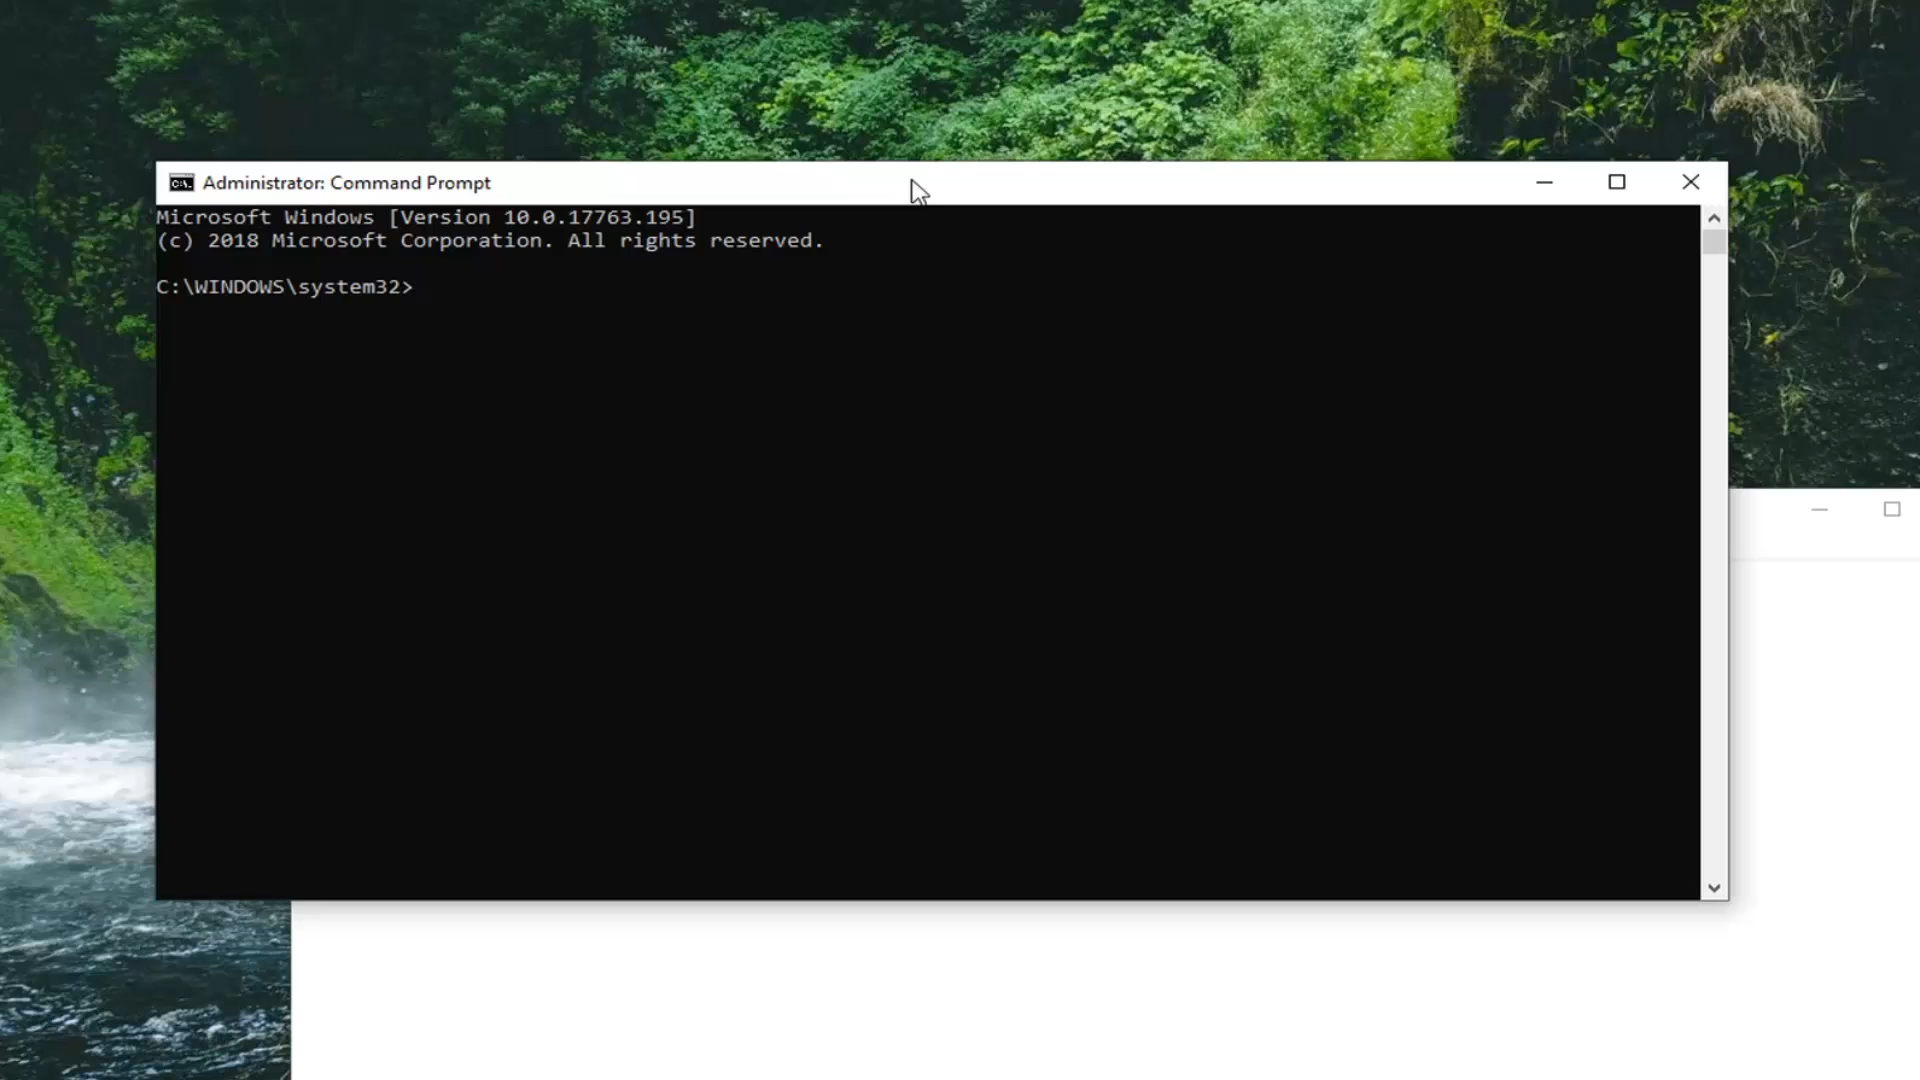 Administrator: Command Prompt
Microsoft Windows [Version 10.0.17763.195]
(c) 2018 Microsoft Corporation. All rights reserved.
C:\WINDOWS\system32>